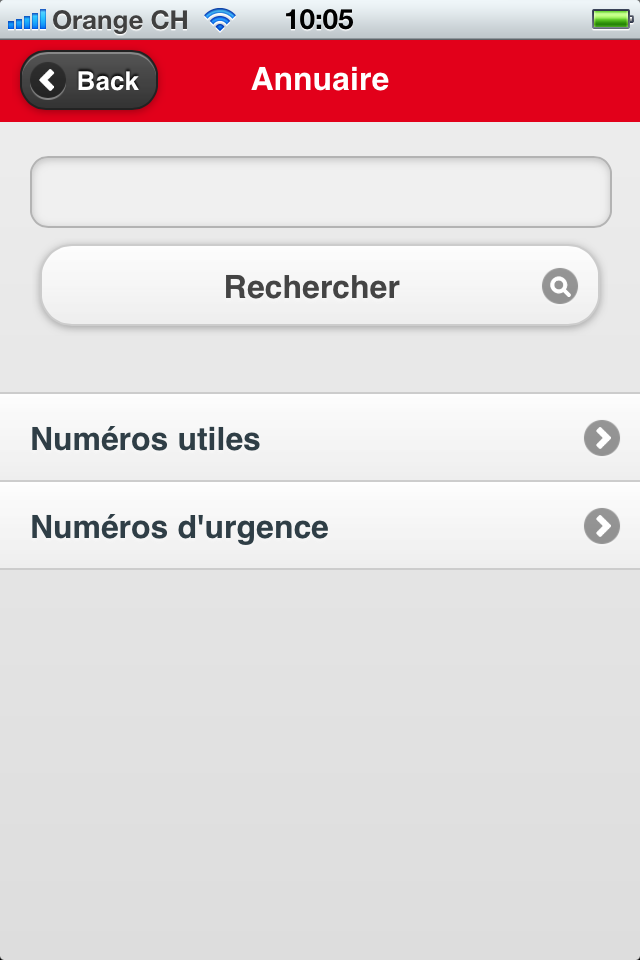 Orange CH 10:05
Back Annuaire
Rechercher
Numéros utiles
Numéros d'urgence